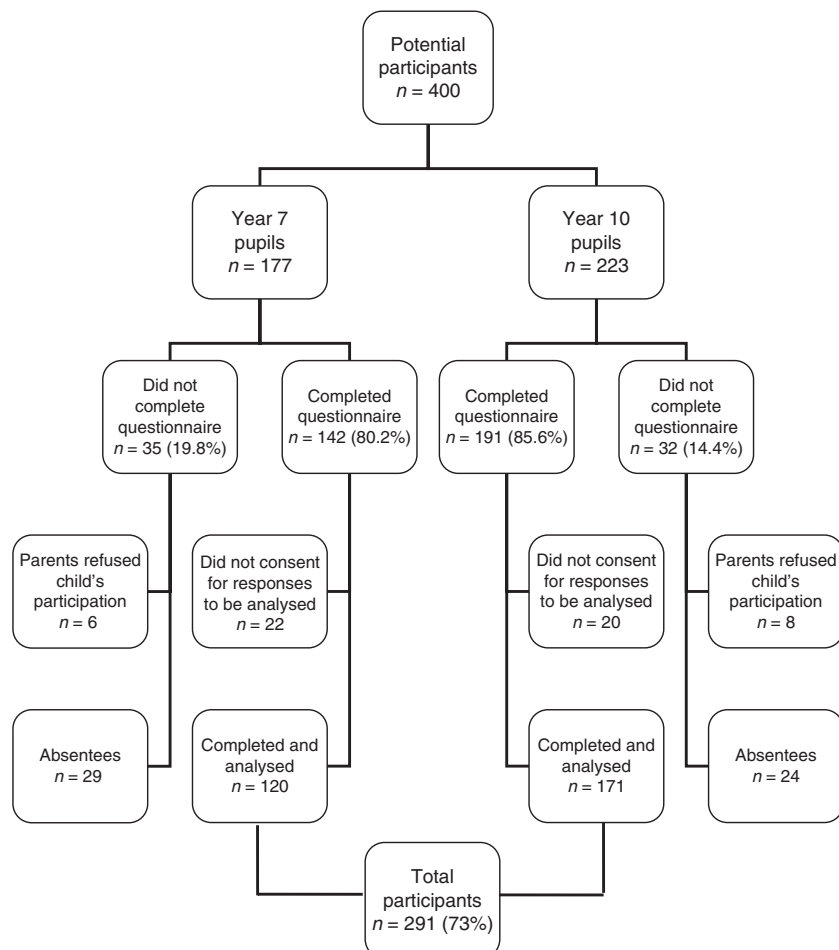 Potential
participants
n = 400
Year 7
pupils
n = 177
Year 10
pupils
n = 223
Did not
complete
questionnaire
n = 35 (19.8%)
Completed
questionnaire
n = 142 (80.2%)
Completed
questionnaire
n = 191 (85.6%)
Did not
complete
questionnaire
n = 32 (14.4%)
Parents refused
child’s
participation
n = 6
Did not consent
for responses
to be analysed
n = 22
Did not consent
for responses
to be analysed
n = 20
Parents refused
child’s
participation
n = 8
Absentees
n = 29
Completed and
analysed
n = 120
Completed and
analysed
n = 171
Absentees
n = 24
Total
participants
n = 291 (73%)